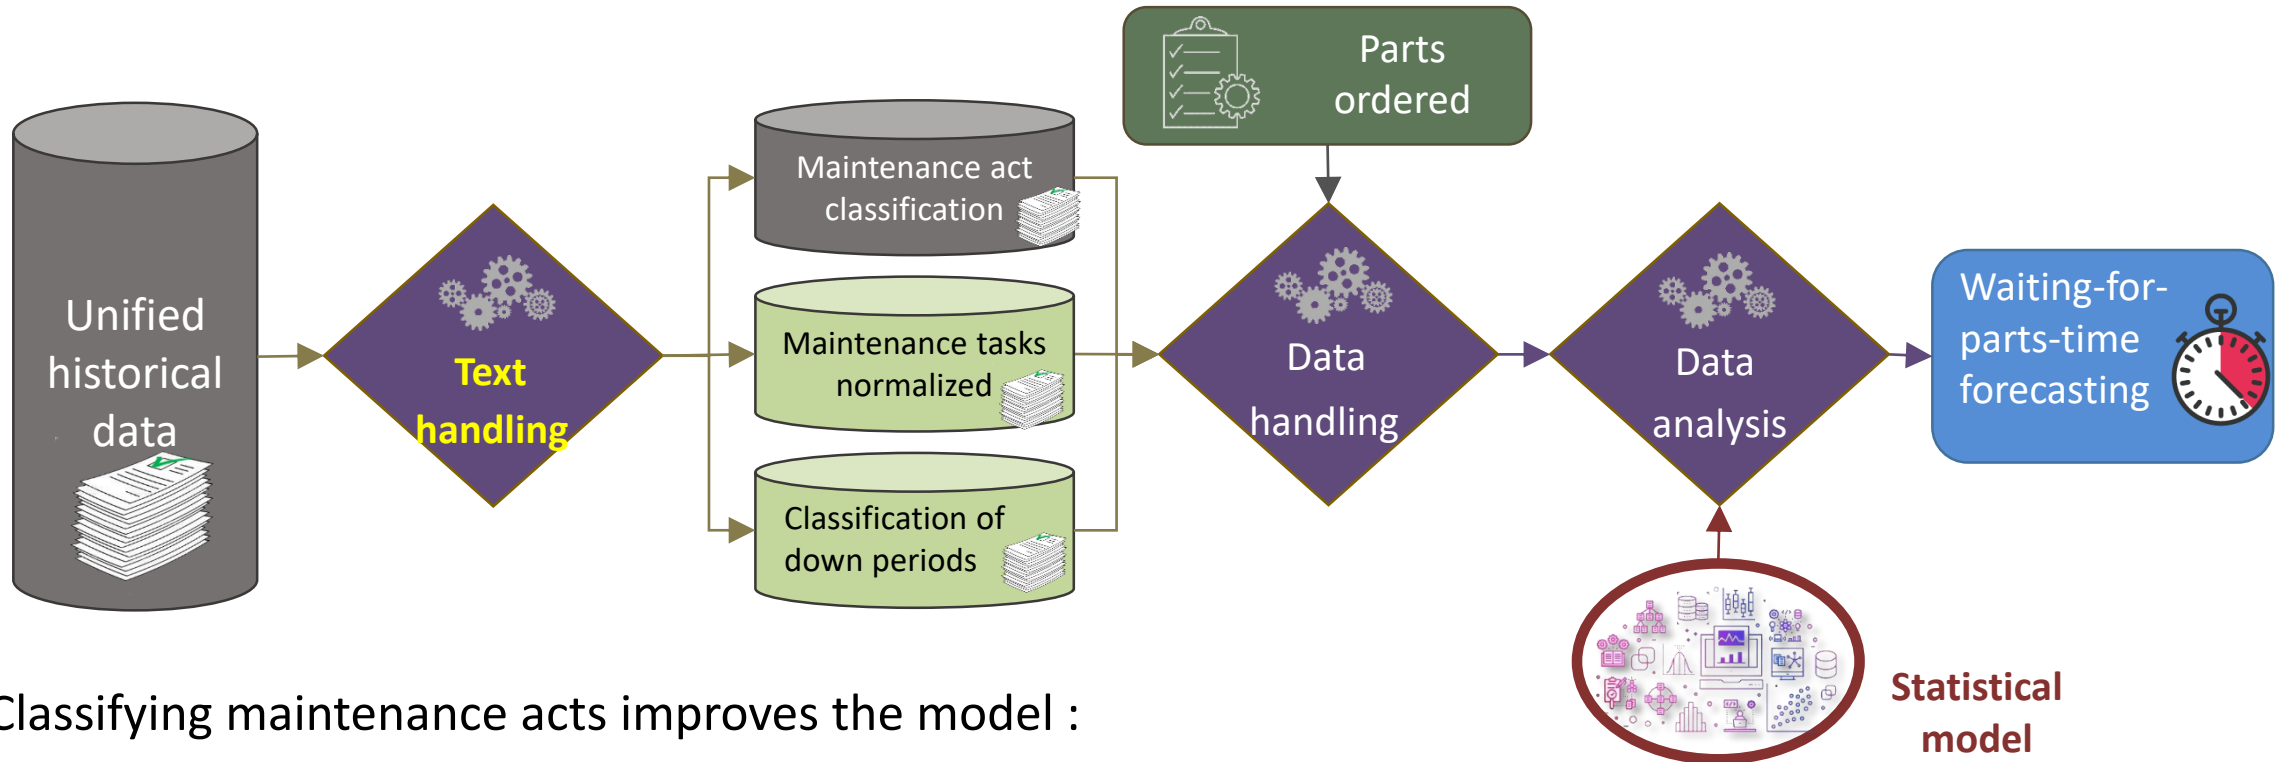 Parts
ordered
Unified
historical
data
Text
handling
Maintenance act
classification
Maintenance tasks
normalized
Classification of
down periods
Data
handling
Data
analysis
Waiting-for-
parts-time
forecasting
Classifying maintenance acts improves the model :
Statistical
model